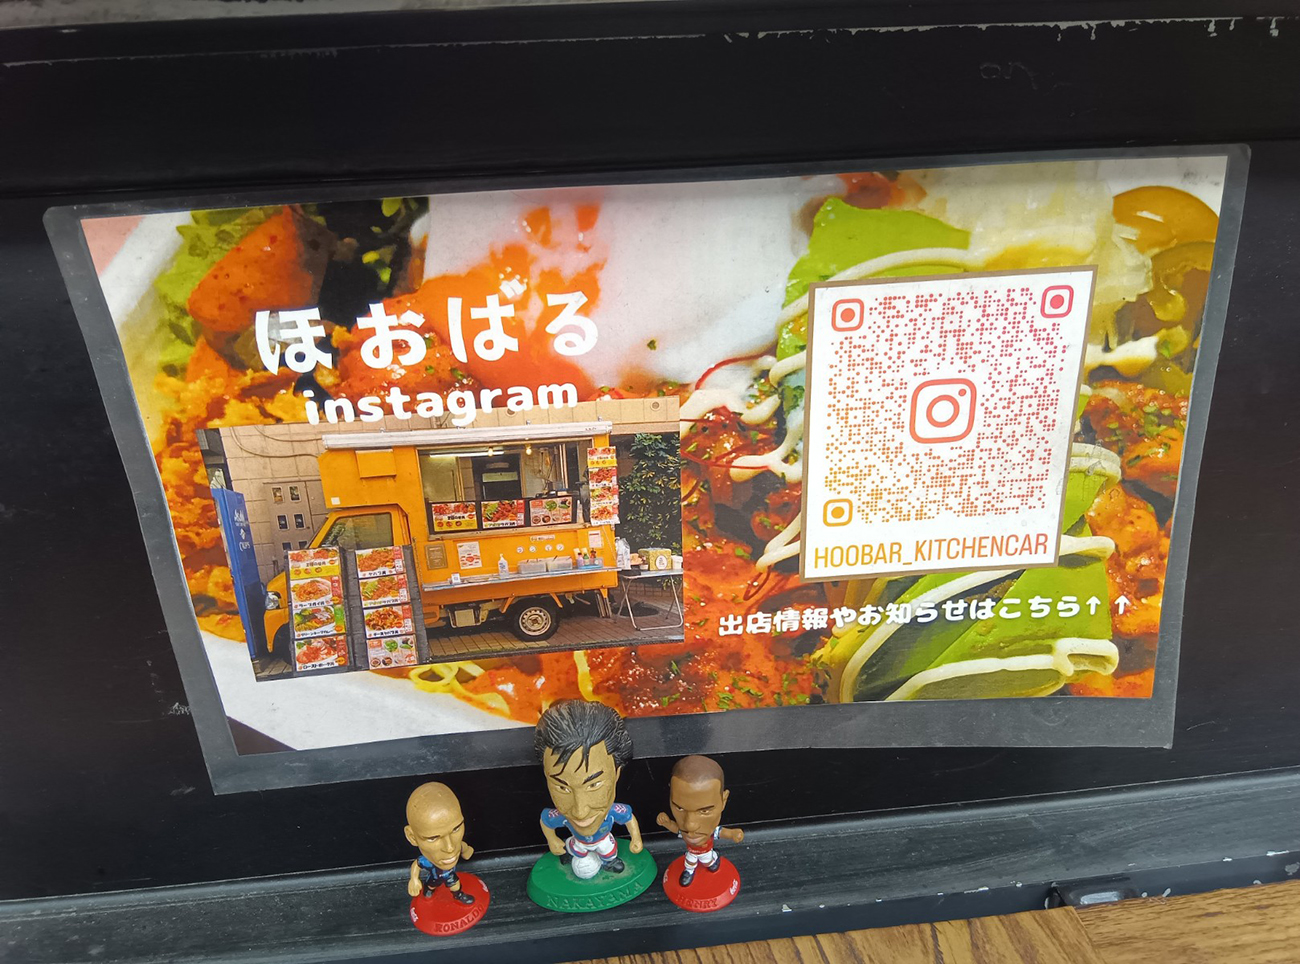 ほおばる
instagram
HOOBAR_KITCHENCAR
出店情報やお知らせはこちら↑↑
RONALDO
NAKAYAMA
HENRY